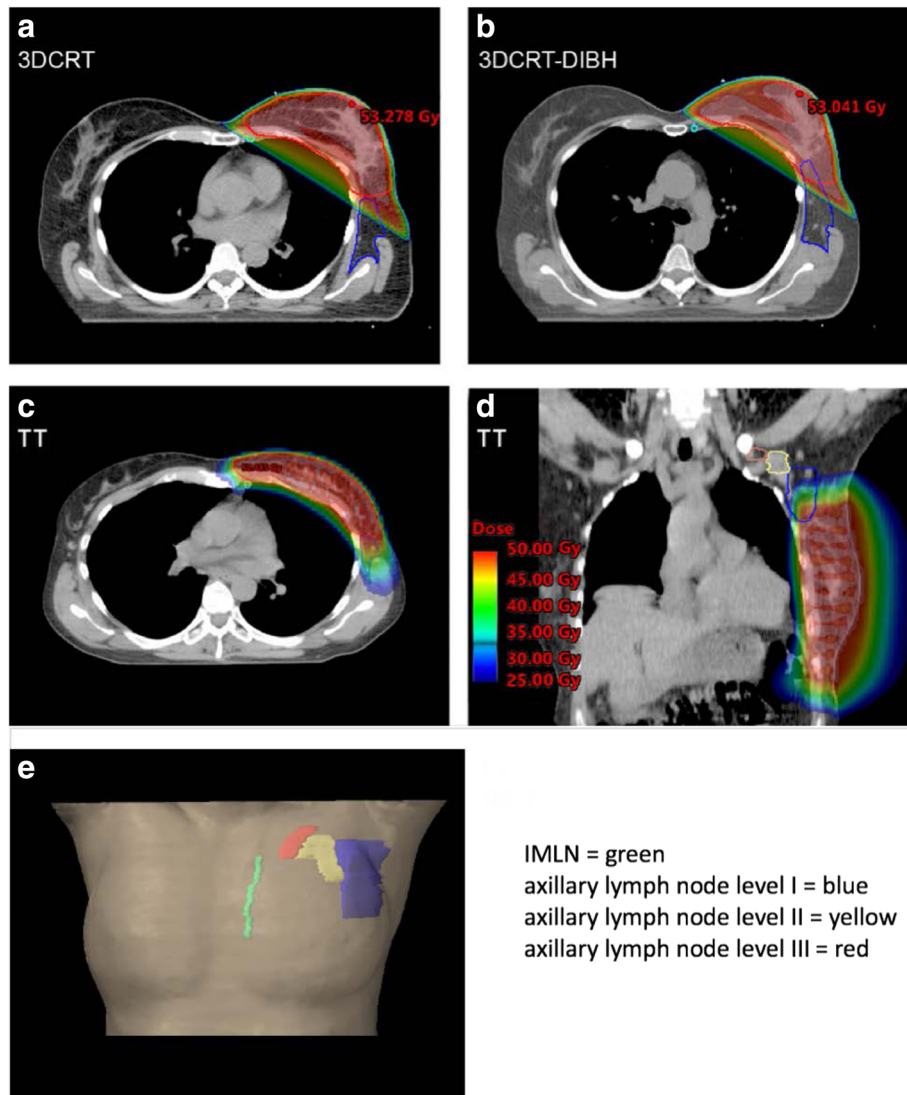 a
3DCRT
53.278 Gy
b
3DCRT-DIBH
53.041 Gy
c
TT
d
TT
Dose
50.00 Gy
45.00 Gy
40.00 Gy
35.00 Gy
30.00 Gy
25.00 Gy
e
IMLN = green
axillary lymph node level I = blue
axillary lymph node level II = yellow
axillary lymph node level III = red